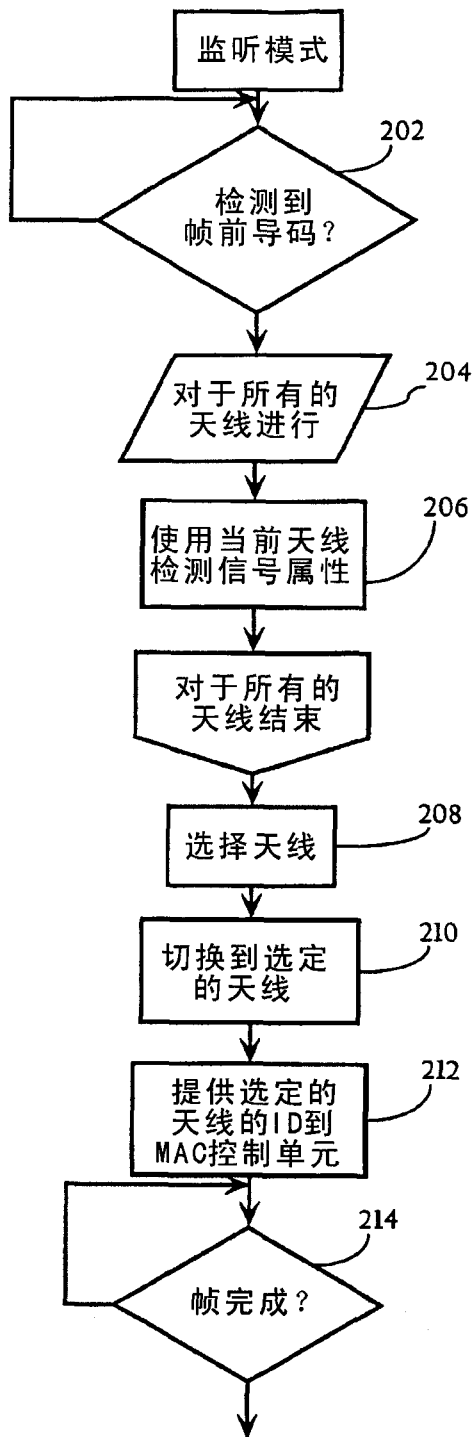 监听模式
202
检测到
帧前导码？
204
对于所有的
天线进行
206
使用当前天线
检测信号属性
对于所有的
天线结束
208
选择天线
210
切换到选定
的天线
212
提供选定的
天线的ID到
MAC控制单元
214
帧完成？